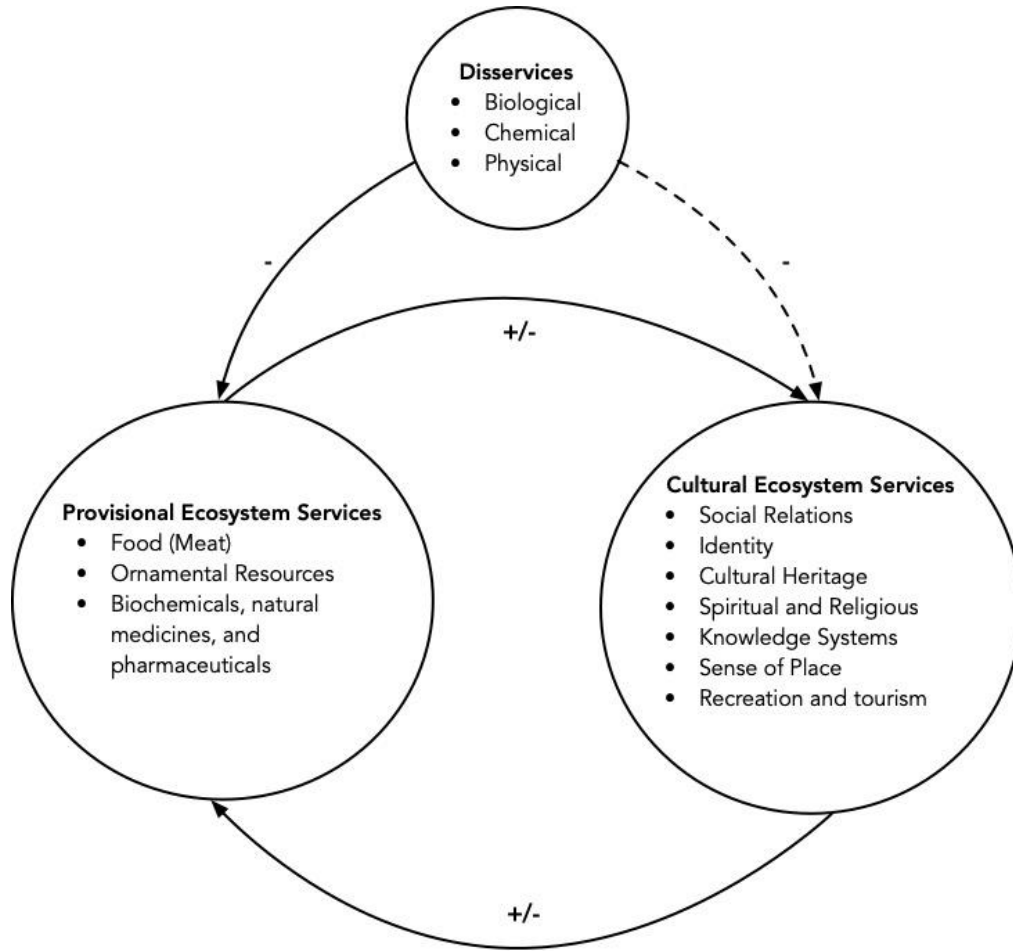 Disservices
• Biological
• Chemical
• Physical
-
-
+/-
Provisional Ecosystem Services
• Food (Meat)
• Ornamental Resources
• Biochemicals, natural
medicines, and
pharmaceuticals
Cultural Ecosystem Services
• Social Relations
• Identity
• Cultural Heritage
• Spiritual and Religious
• Knowledge Systems
• Sense of Place
• Recreation and tourism
+/-